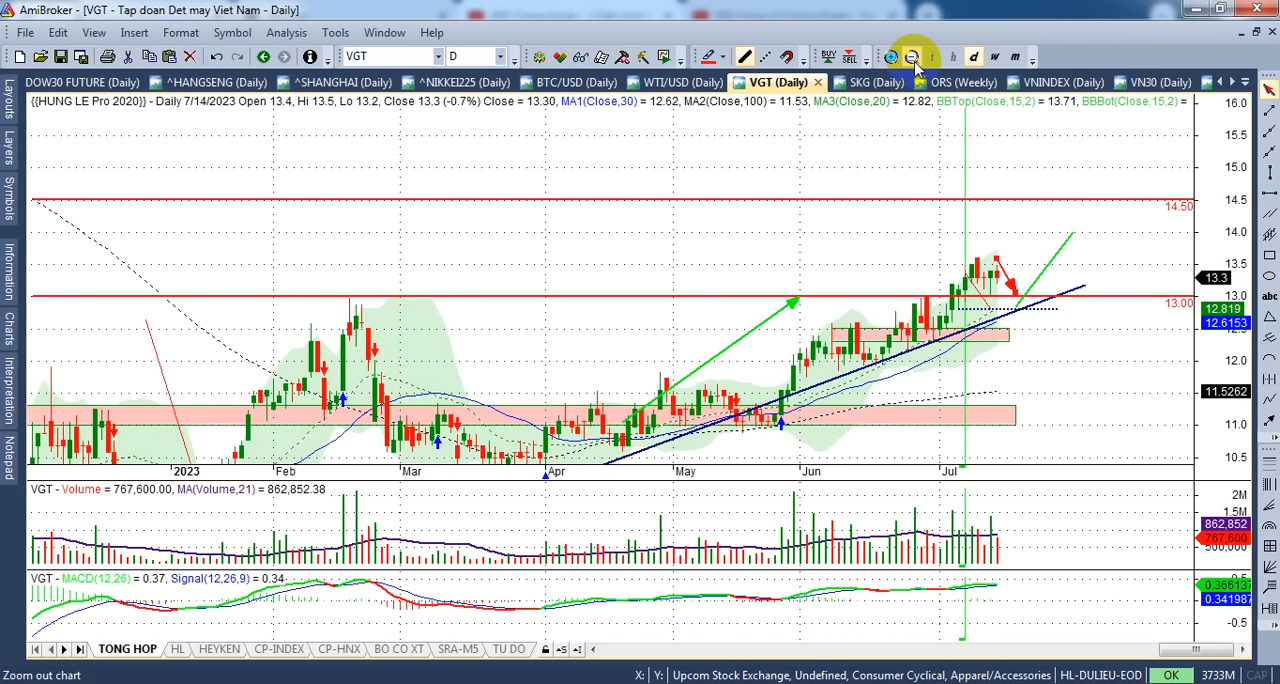 AmiBroker - [VGT - Tap doan Det may Viet Nam - Daily]
File Edit View Insert Format Symbol Analysis Tools Window Help
VGT D BUY SELL i h d w m
DOW30 FUTURE (Daily) ^HANGSENG (Daily) ^SHANGHAI (Daily) ^NIKKEI225 (Daily) BTC/USD (Daily) WTI/USD (Daily) VGT (Daily) SKG (Daily) ORS (Weekly) VNINDEX (Daily) VN30 (Daily)
{{HUNG LE Pro 2020}} - Daily 7/14/2023 Open 13.4, Hi 13.5, Lo 13.2, Close 13.3 (-0.7%) Close = 13.30, MA1(Close,30) = 12.62, MA2(Close,100) = 11.53, MA3(Close,20) = 12.82, BBTop(Close,15,2) = 13.71, BBBot(Close,15,2) =
16.0
15.5
15.0
14.5
14.50
14.0
13.5
13.3
13.0
13.00
12.819
12.6153
12.0
11.5262
11.0
10.5
2023 Feb Mar Apr May Jun Jul
VGT - Volume = 767,600.00, MA(Volume,21) = 862,852.38
2M
1.5M
862,852
767,600
500,000
VGT - MACD(12,26) = 0.37, Signal(12,26,9) = 0.34
0.5
0.366137
0.341987
-0.5
TONG HOP HL HEYKEN CP-INDEX CP-HNX BO CO XT SRA-M5 TU DO
Layouts
Layers
Symbols
Information
Charts
Interpretation
Notepad
abc
Zoom out chart X: Y: Upcom Stock Exchange, Undefined, Consumer Cyclical, Apparel/Accessories HL-DULIEU-EOD OK 3733M CAP